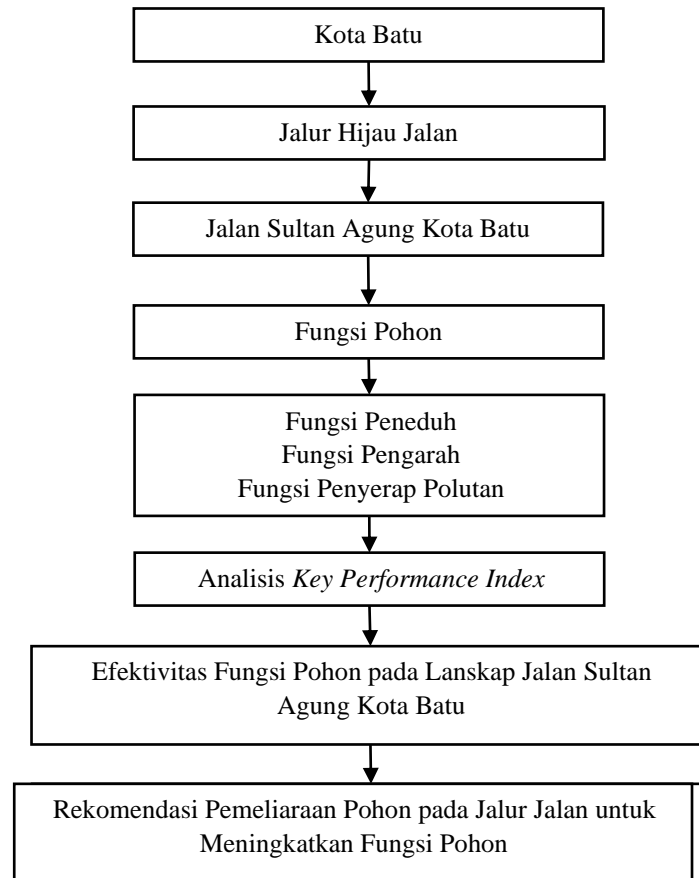 Kota Batu
Jalur Hijau Jalan
Jalan Sultan Agung Kota Batu
Fungsi Pohon
Fungsi Peneduh
Fungsi Pengarah
Fungsi Penyerap Polutan
Analisis Key Performance Index
Efektivitas Fungsi Pohon pada Lanskap Jalan Sultan
Agung Kota Batu
Rekomendasi Pemeliaraan Pohon pada Jalur Jalan untuk
Meningkatkan Fungsi Pohon